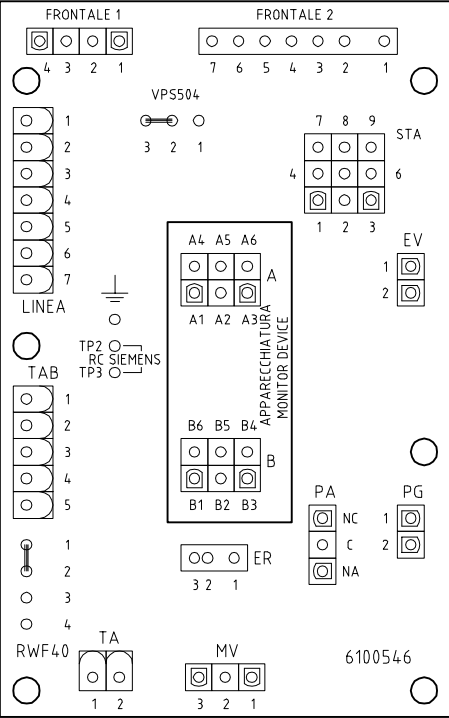 FRONTALE 1
FRONTALE 2
4 3 2 1
7 6 5 4 3 2 1
VPS504
3 2 1
7 8 9
STA
4
6
1 2 3
1
2
3
4
5
6
7
LINEA
EV
1
2
A4 A5 A6
A
A1 A2 A3
APPARECCHIATURA
MONITOR DEVICE
TP2
RC SIEMENS
TP3
TAB
1
2
3
4
5
B6 B5 B4
B
B1 B2 B3
PA
NC
C
NA
PG
1
2
1
2
3
4
RWF40
ER
3 2 1
TA
1 2
MV
3 2 1
6100546